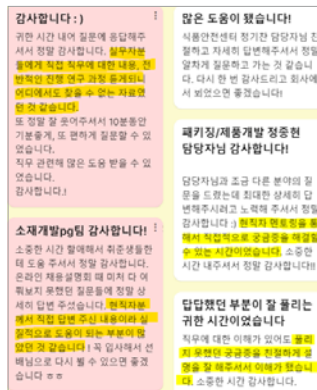 감사합니다 : )
귀한 시간 내어 질문에 응답해주
셔서 정말 감사합니다. 실무자분
들에게 직접 직무에 대한 내용, 전
반적인 진행 연구 과정 듣게되니
어디에서도 찾을 수 없는 자료였
던 것 같습니다.
또 정말 잘 웃어주셔서 10분동안
기분좋게, 또 편하게 질문할 수 있
었습니다.
직무 관련해 많은 도움 받을 수 있
었습니다.
감사합니다.!
소재개발pg팀 감사합니다!
소중한 시간 할애해서 취준생들한
테 도움 주셔서 정말 감사합니다.
온라인 채용설명회 때 미처 다 여
쭤보지 못했던 질문들에 정말 상
세히 답변 주셨습니다. 현직자분
께서 직접 답변 주신 내용이라 실
질적으로 도움이 되는 부분이 많
았던 것 같습니다! 꼭 입사해서 선
배님으로 다시 뵐 수 있으면 좋겠
습니다 ㅎㅎ
많은 도움이 됐습니다!
식품안전센터 정기찬 담당자님 친
절하고 자세히 답변해주셔서 정말
알차게 질문하고 가는 것 같습니
다. 다시 한 번 감사드리고 회사에
서 뵈었으면 좋겠습니다!
패키징/제품개발 정중현
담당자님 감사합니다!
담당자님과 조금 다른 분야의 질
문을 드렸는데 최대한 상세히 답
변해주시려고 노력해 주셔서 정말
감사합니다 :) 현직자 멘토링을 통
해서 직접적으로 궁금증을 해결할
수 있는 시간이었습니다. 소중한
시간 내주셔서 정말 감사합니다!!
답답했던 부분이 잘 풀리는
귀한 시간이었습니다
직무에 대한 이해가 있어도 풀리
지 못했던 궁금증을 친절하게 설
명을 잘 해주셔서 이해가 됐습니
다. 소중한 시간 감사합니다.